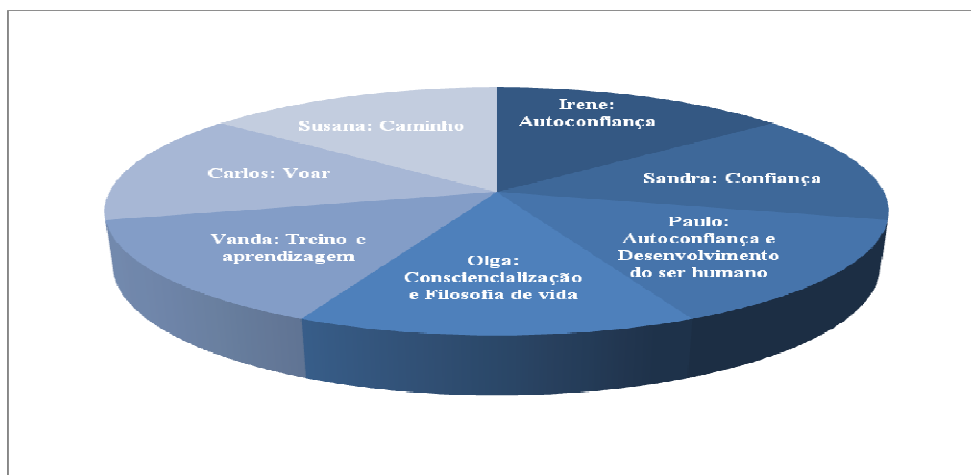 Irene:
Autoconfiança
Sandra: Confiança
Paulo:
Autoconfiança e
Desenvolvimento
do ser humano
Olga:
Consciencialização
e Filosofia de vida
Vanda: Treino e
aprendizagem
Carlos: Voar
Susana: Caminho